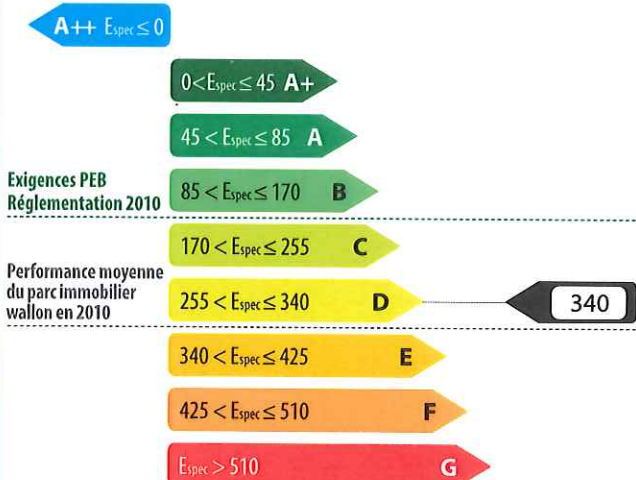 A++ Espec ≤ 0
0 < Espec ≤ 45 A+
45 < Espec ≤ 85 A
Exigences PEB
Réglementation 2010
85 < Espec ≤ 170 B
170 < Espec ≤ 255 C
Performance moyenne
du parc immobilier
wallon en 2010
255 < Espec ≤ 340 D
340
340 < Espec ≤ 425 E
425 < Espec ≤ 510 F
Espec > 510 G